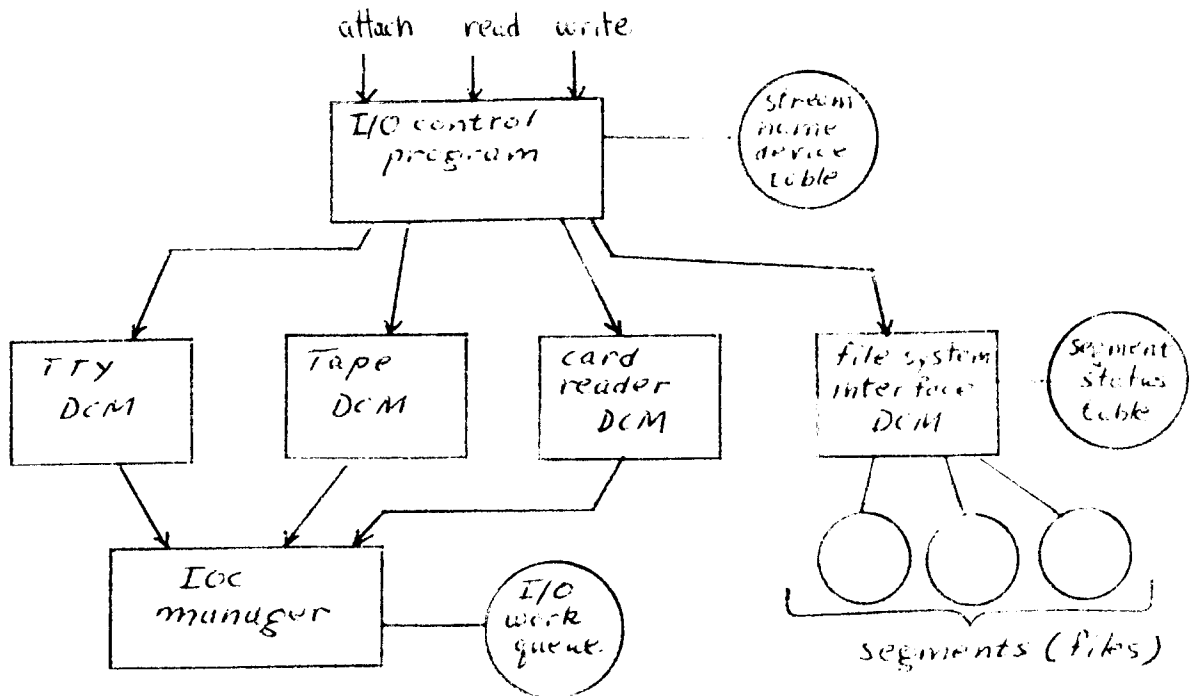 attach read write
I/O control
program
stream
name
device
table
TTY
DCM
Tape
DCM
card
reader
DCM
file system
interface
DCM
segment
status
table
IOC
manager
I/O
work
queue
segments (files)